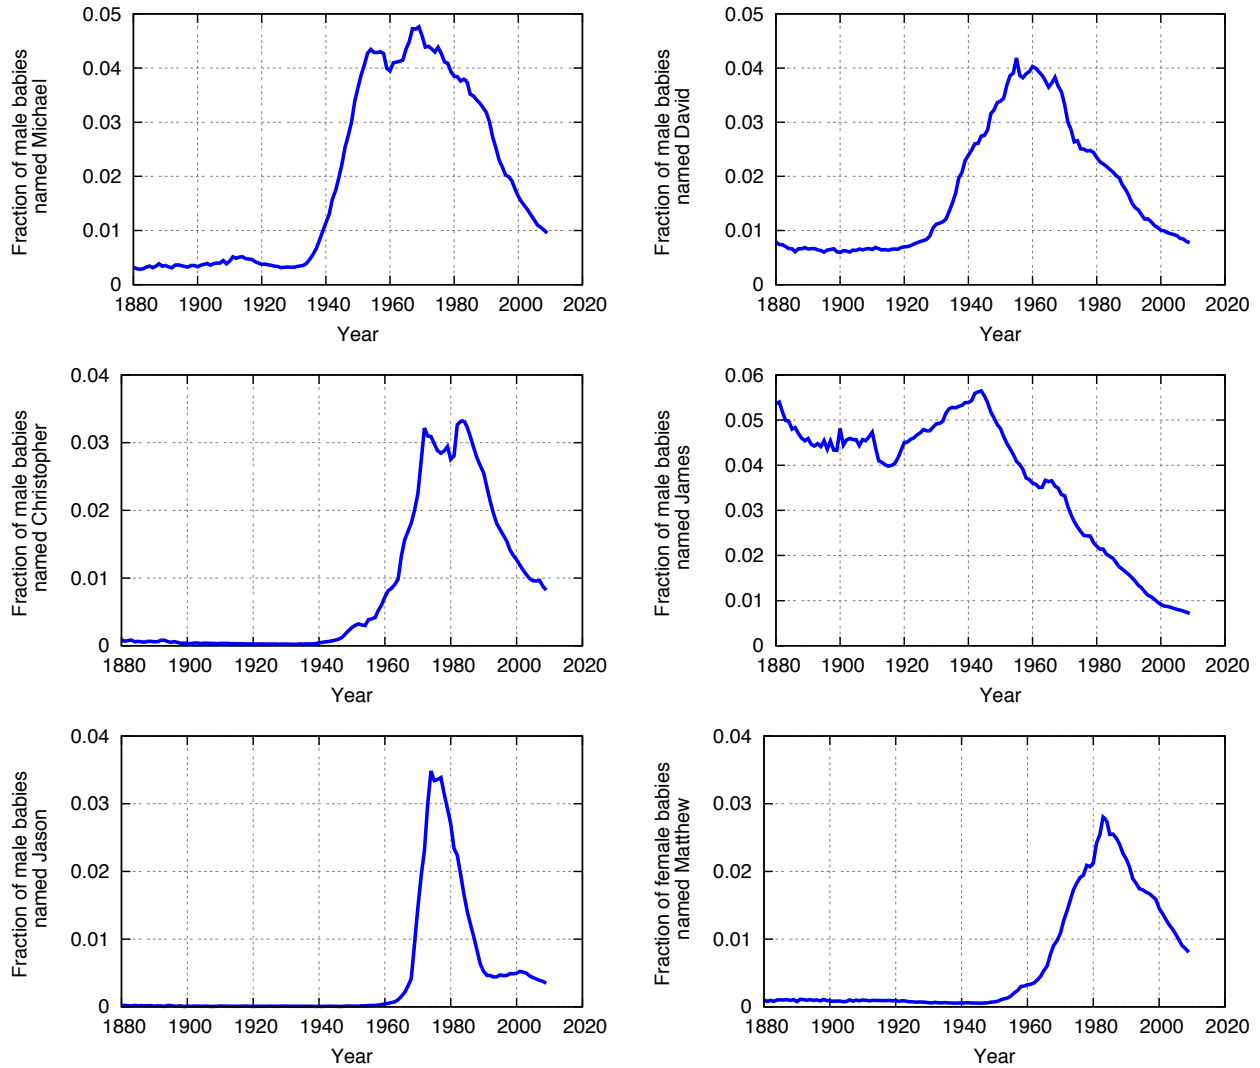 Fraction of male babies
named Michael
0.05
0.04
0.03
0.02
0.01
0
1880 1900 1920 1940 1960 1980 2000 2020
Year
Fraction of male babies
named David
0.05
0.04
0.03
0.02
0.01
0
1880 1900 1920 1940 1960 1980 2000 2020
Year
Fraction of male babies
named Christopher
0.04
0.03
0.02
0.01
0
1880 1900 1920 1940 1960 1980 2000 2020
Year
Fraction of male babies
named James
0.06
0.05
0.04
0.03
0.02
0.01
0
1880 1900 1920 1940 1960 1980 2000 2020
Year
Fraction of male babies
named Jason
0.04
0.03
0.02
0.01
0
1880 1900 1920 1940 1960 1980 2000 2020
Year
Fraction of female babies
named Matthew
0.04
0.03
0.02
0.01
0
1880 1900 1920 1940 1960 1980 2000 2020
Year